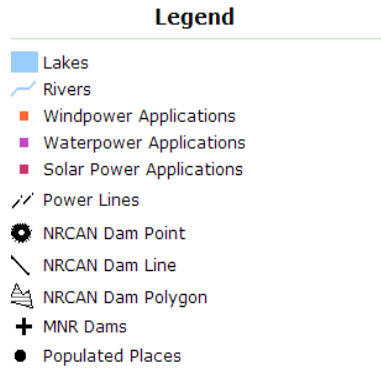 Legend
Lakes
Rivers
Windpower Applications
Waterpower Applications
Solar Power Applications
Power Lines
NRCAN Dam Point
NRCAN Dam Line
NRCAN Dam Polygon
MNR Dams
Populated Places